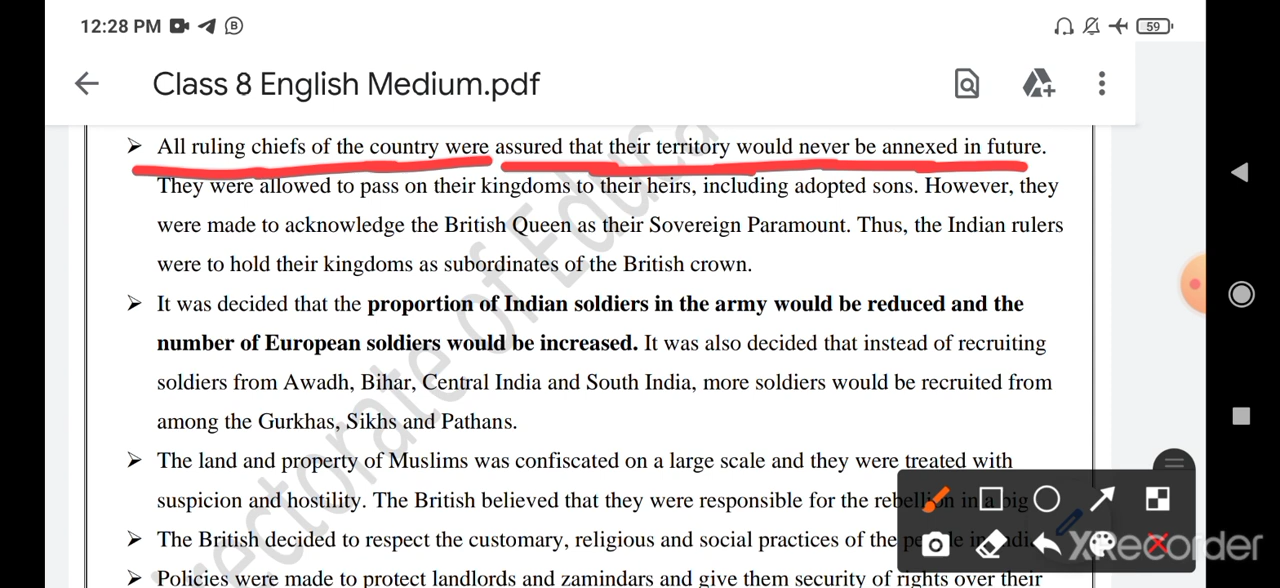 12:28 PM
59
Class 8 English Medium.pdf
➤ All ruling chiefs of the country were assured that their territory would never be annexed in future.
They were allowed to pass on their kingdoms to their heirs, including adopted sons. However, they
were made to acknowledge the British Queen as their Sovereign Paramount. Thus, the Indian rulers
were to hold their kingdoms as subordinates of the British crown.
➤ It was decided that the proportion of Indian soldiers in the army would be reduced and the
number of European soldiers would be increased. It was also decided that instead of recruiting
soldiers from Awadh, Bihar, Central India and South India, more soldiers would be recruited from
among the Gurkhas, Sikhs and Pathans.
➤ The land and property of Muslims was confiscated on a large scale and they were treated with
suspicion and hostility. The British believed that they were responsible for the rebellion in a big
➤ The British decided to respect the customary, religious and social practices of the people in
➤ Policies were made to protect landlords and zamindars and give them security of rights over their
rectorate of Educa
XRecorder